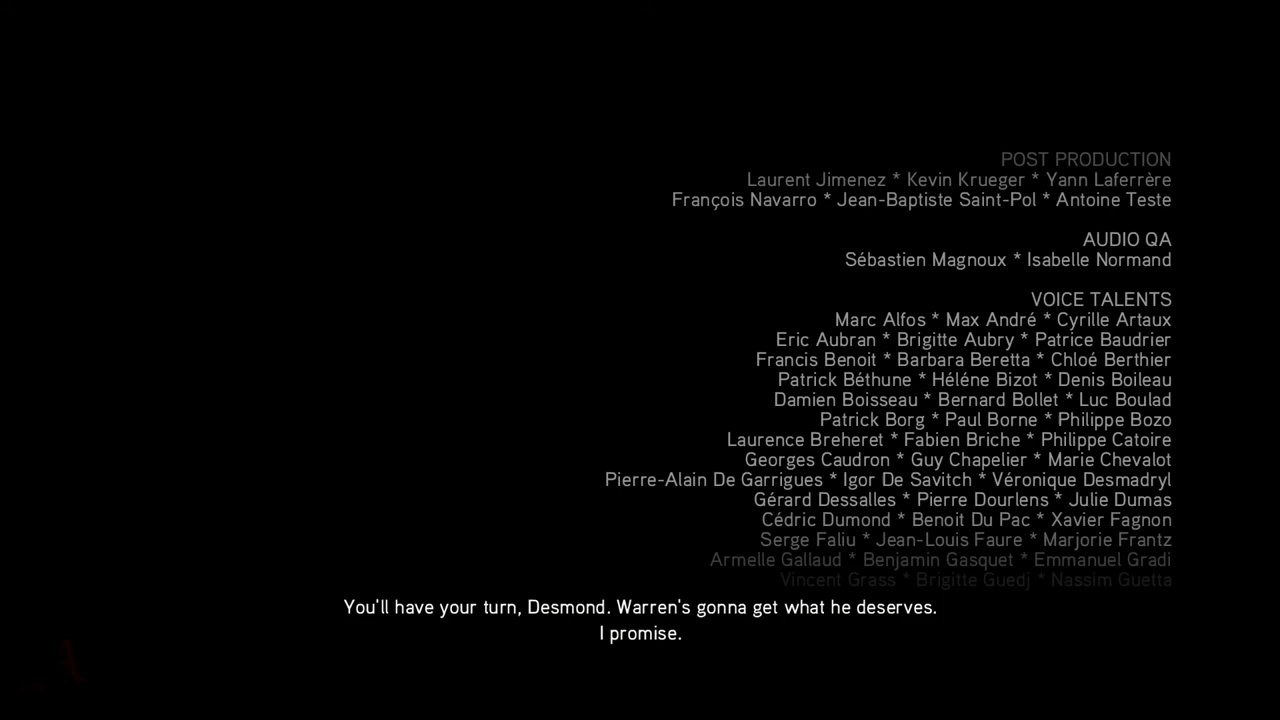 POST PRODUCTION
Laurent Jimenez * Kevin Krueger * Yann Laferrère
François Navarro * Jean-Baptiste Saint-Pol * Antoine Teste
AUDIO QA
Sébastien Magnoux * Isabelle Normand
VOICE TALENTS
Marc Alfos * Max André * Cyrille Artaux
Eric Aubran * Brigitte Aubry * Patrice Baudrier
Francis Benoit * Barbara Beretta * Chloé Berthier
Patrick Béthune * Héléne Bizot * Denis Boileau
Damien Boisseau * Bernard Bollet * Luc Boulad
Patrick Borg * Paul Borne * Philippe Bozo
Laurence Breheret * Fabien Briche * Philippe Catoire
Georges Caudron * Guy Chapelier * Marie Chevalot
Pierre-Alain De Garrigues * Igor De Savitch * Véronique Desmadryl
Gérard Dessalles * Pierre Dourlens * Julie Dumas
Cédric Dumond * Benoit Du Pac * Xavier Fagnon
Serge Faliu * Jean-Louis Faure * Marjorie Frantz
Armelle Gallaud * Benjamin Gasquet * Emmanuel Gradi
Vincent Grass * Brigitte Guedj * Nassim Guetta
You'll have your turn, Desmond. Warren's gonna get what he deserves.
I promise.